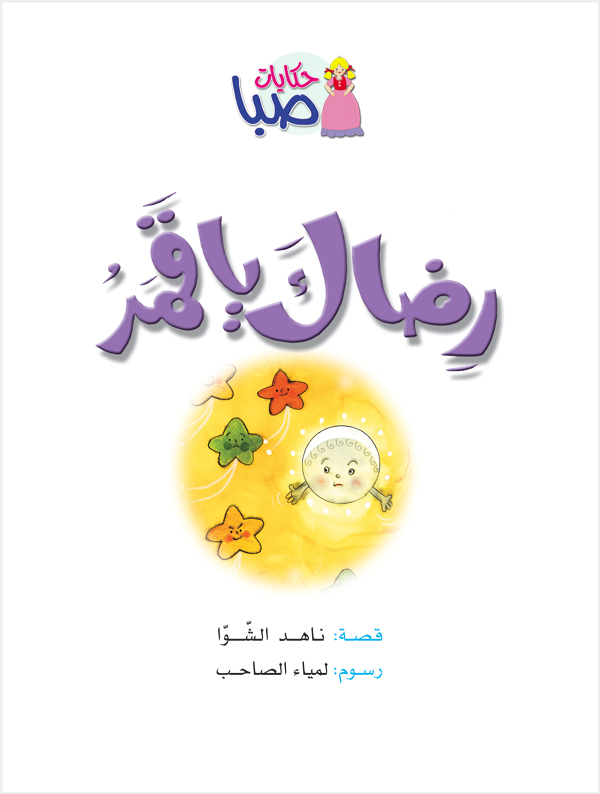 حكايات
صبا
رِضاكَ يا قَمَرُ
قصة: ناهد الشّوّا
رسوم: لمياء الصاحب